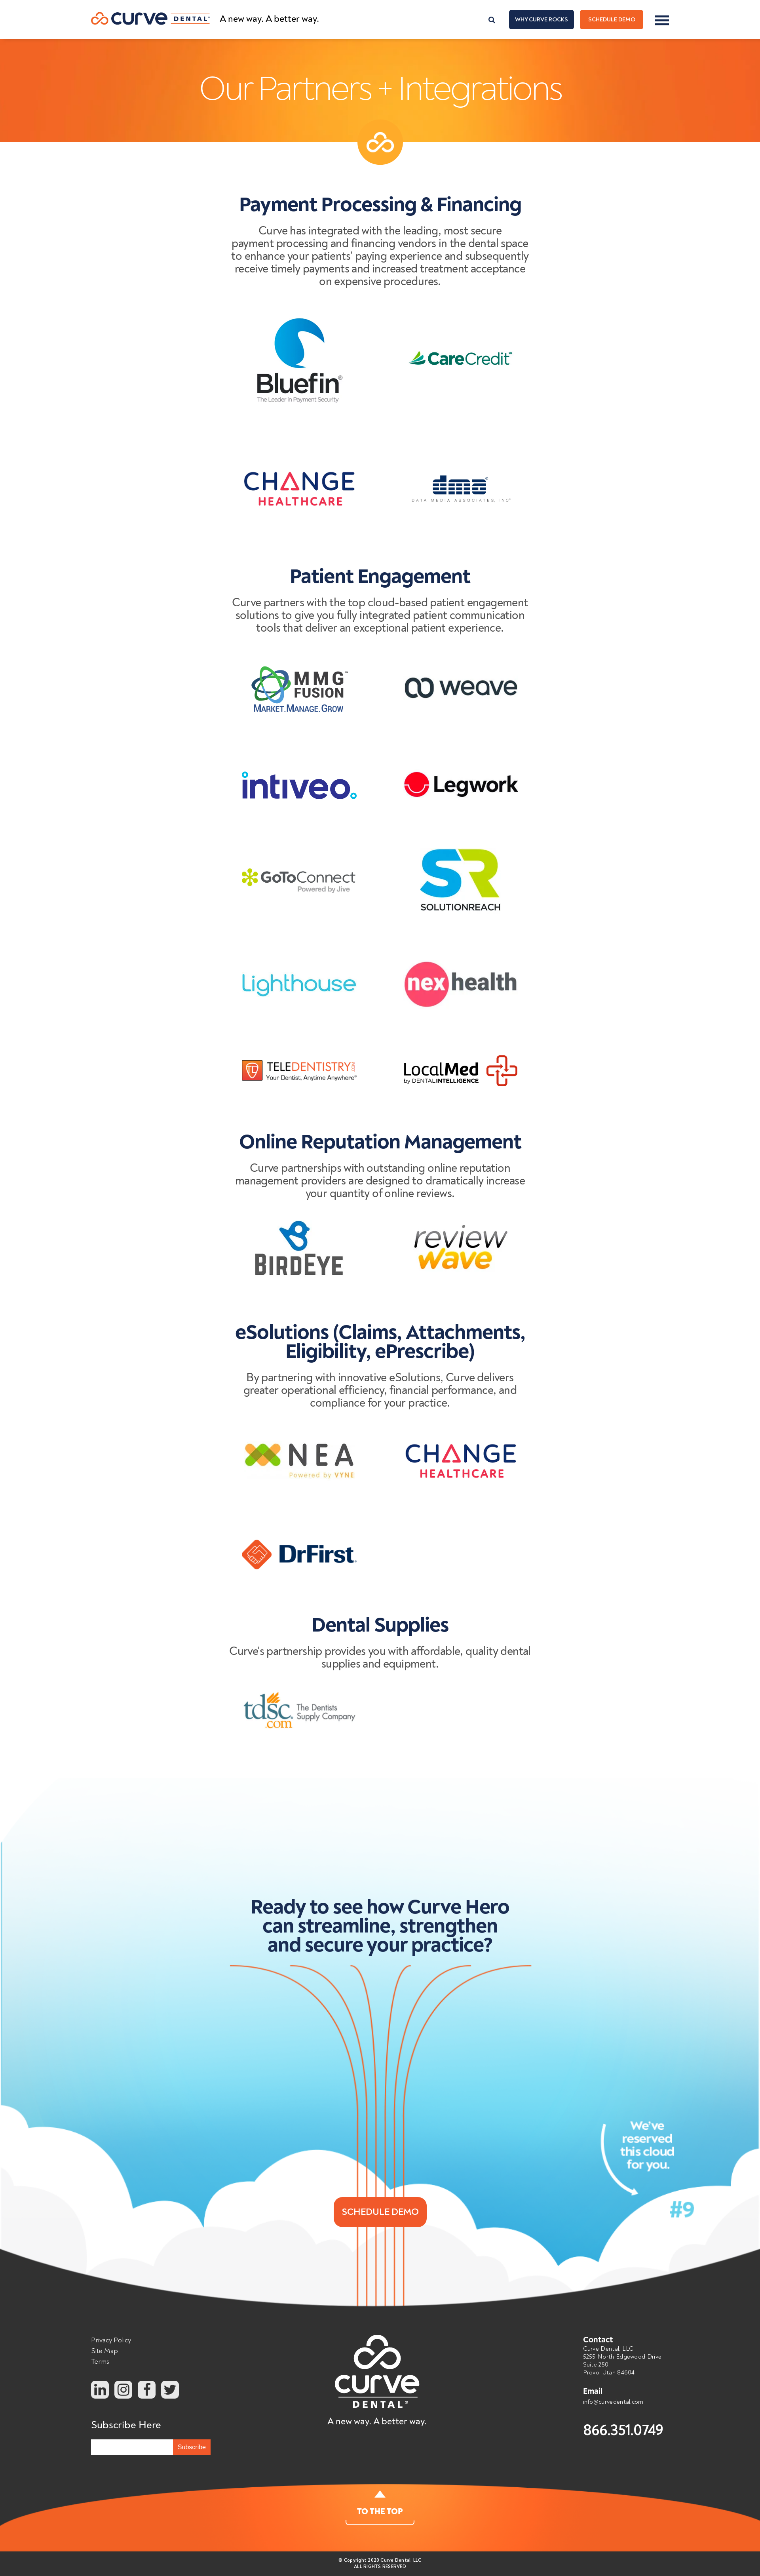 curve DENTAL® A new way. A better way.
WHY CURVE ROCKS
SCHEDULE DEMO
Our Partners + Integrations
Payment Processing & Financing
Curve has integrated with the leading, most secure
payment processing and financing vendors in the dental space
to enhance your patients' paying experience and subsequently
receive timely payments and increased treatment acceptance
on expensive procedures.
Bluefin®
The Leader in Payment Security
CareCredit
CHANGE
HEALTHCARE
dma
DATA MEDIA ASSOCIATES INC
Patient Engagement
Curve partners with the top cloud-based patient engagement
solutions to give you fully integrated patient communication
tools that deliver an exceptional patient experience.
MMG
FUSION
MARKET. MANAGE. GROW
weave
intiveo.
Legwork
GoToConnect
Powered by Jive
SR
SOLUTIONREACH
Lighthouse
nexhealth
TELEDENTISTRY.COM
Your Dentist, Anytime Anywhere
LocalMed
by DENTALINTELLIGENCE
Online Reputation Management
Curve partnerships with outstanding online reputation
management providers are designed to dramatically increase
your quantity of online reviews.
BIRDEYE
review
wave
eSolutions (Claims, Attachments,
Eligibility, ePrescribe)
By partnering with innovative eSolutions, Curve delivers
greater operational efficiency, financial performance, and
compliance for your practice.
NEA
Powered by VYNE
CHANGE
HEALTHCARE
DrFirst
Dental Supplies
Curve's partnership provides you with affordable, quality dental
supplies and equipment.
tdsc
.com
The Dentists
Supply Company
Ready to see how Curve Hero
can streamline, strengthen
and secure your practice?
We've
reserved
this cloud
for you.
#9
SCHEDULE DEMO
Privacy Policy
Site Map
Terms
Subscribe Here
Subscribe
curve
DENTAL®
A new way. A better way.
Contact
Curve Dental, LLC
5255 North Edgewood Drive
Suite 250
Provo, Utah 84604
Email
info@curvedental.com
866.351.0749
TO THE TOP
© Copyright 2020 Curve Dental, LLC
ALL RIGHTS RESERVED